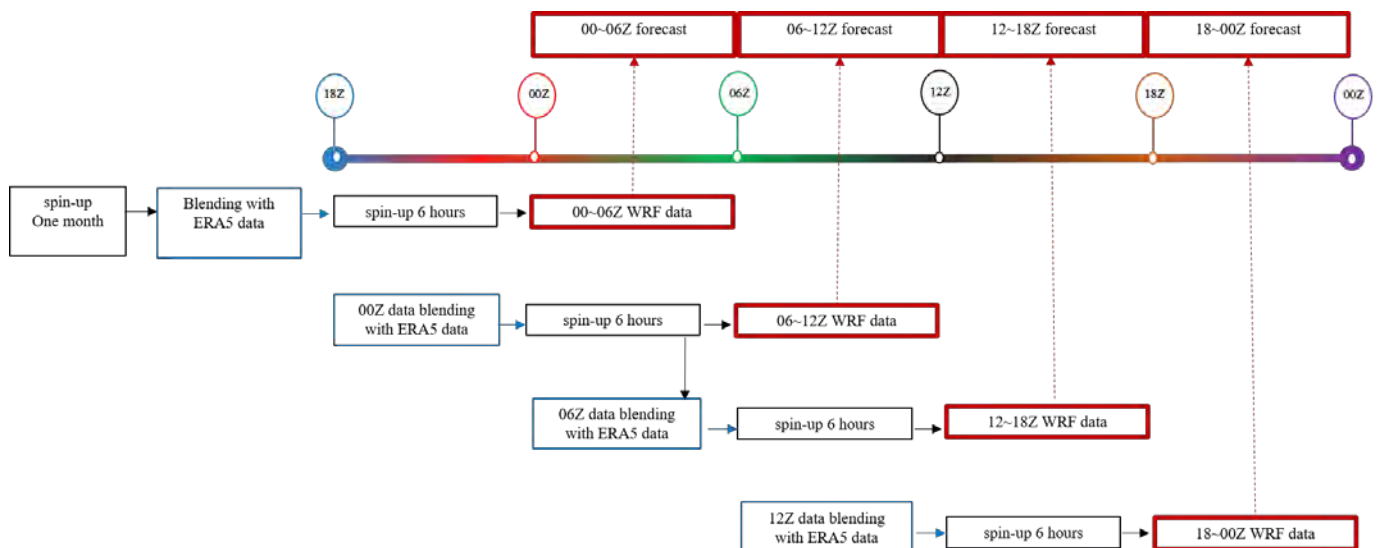 00~06Z forecast
06~12Z forecast
12~18Z forecast
18~00Z forecast
18Z
00Z
06Z
12Z
18Z
00Z
spin-up
One month
Blending with
ERA5 data
spin-up 6 hours
00~06Z WRF data
00Z data blending
with ERA5 data
spin-up 6 hours
06~12Z WRF data
06Z data blending
with ERA5 data
spin-up 6 hours
12~18Z WRF data
12Z data blending
with ERA5 data
spin-up 6 hours
18~00Z WRF data